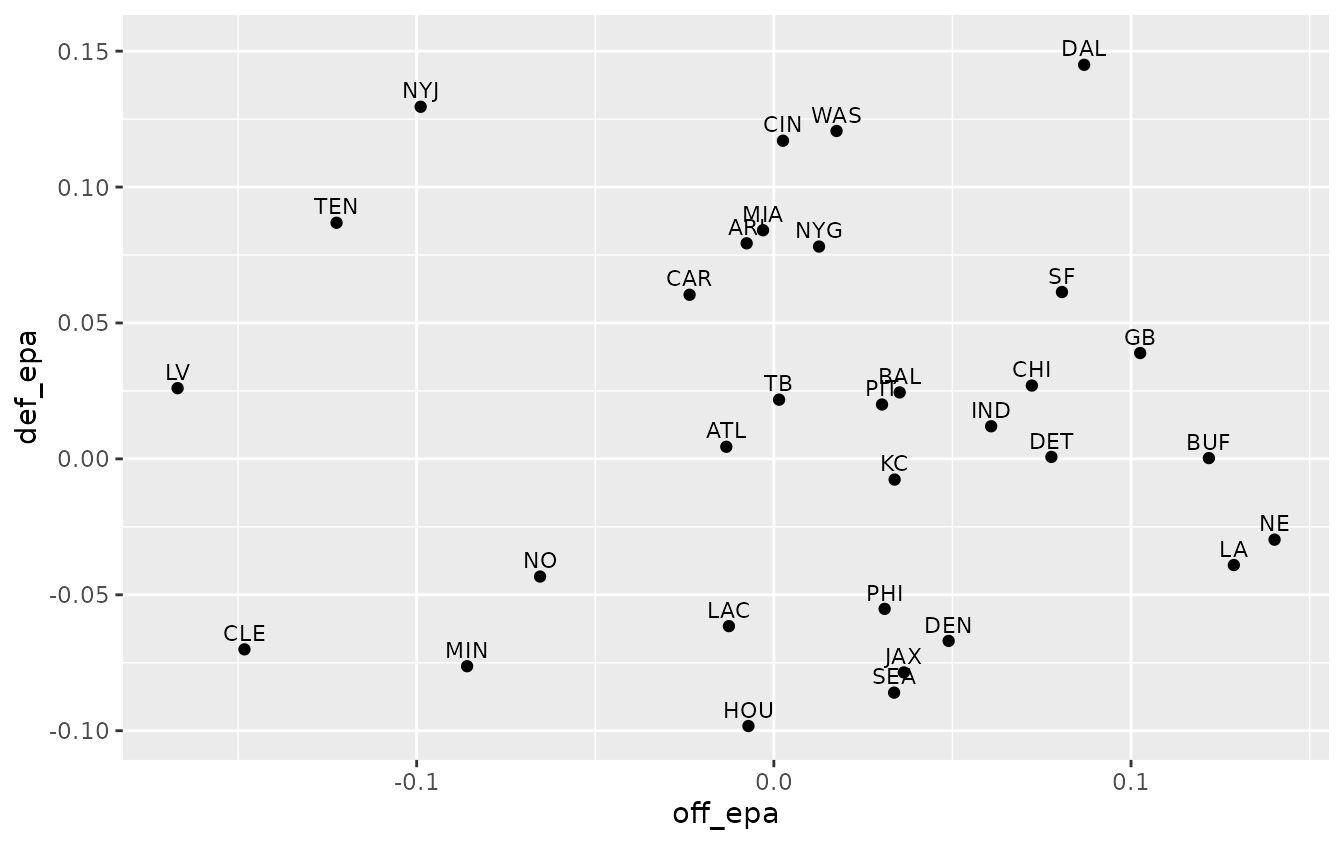 0.15
DAL
NYJ
WAS
CIN
0.10
TEN
MIA
ARI
NYG
CAR
SF
0.05
GB
LV
CHI
TB
BAL
PIT
IND
ATL
DET
BUF
0.00
KC
NE
LA
NO
-0.05
PHI
LAC
DEN
CLE
MIN
JAX
SEA
HOU
-0.10
-0.1
0.0
0.1
off_epa
def_epa